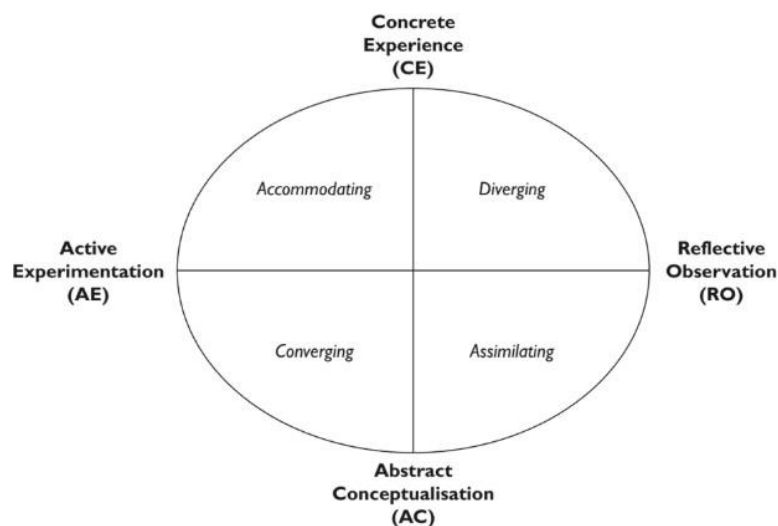 Concrete
Experience
(CE)
Accommodating
Diverging
Active
Experimentation
(AE)
Reflective
Observation
(RO)
Converging
Assimilating
Abstract
Conceptualisation
(AC)